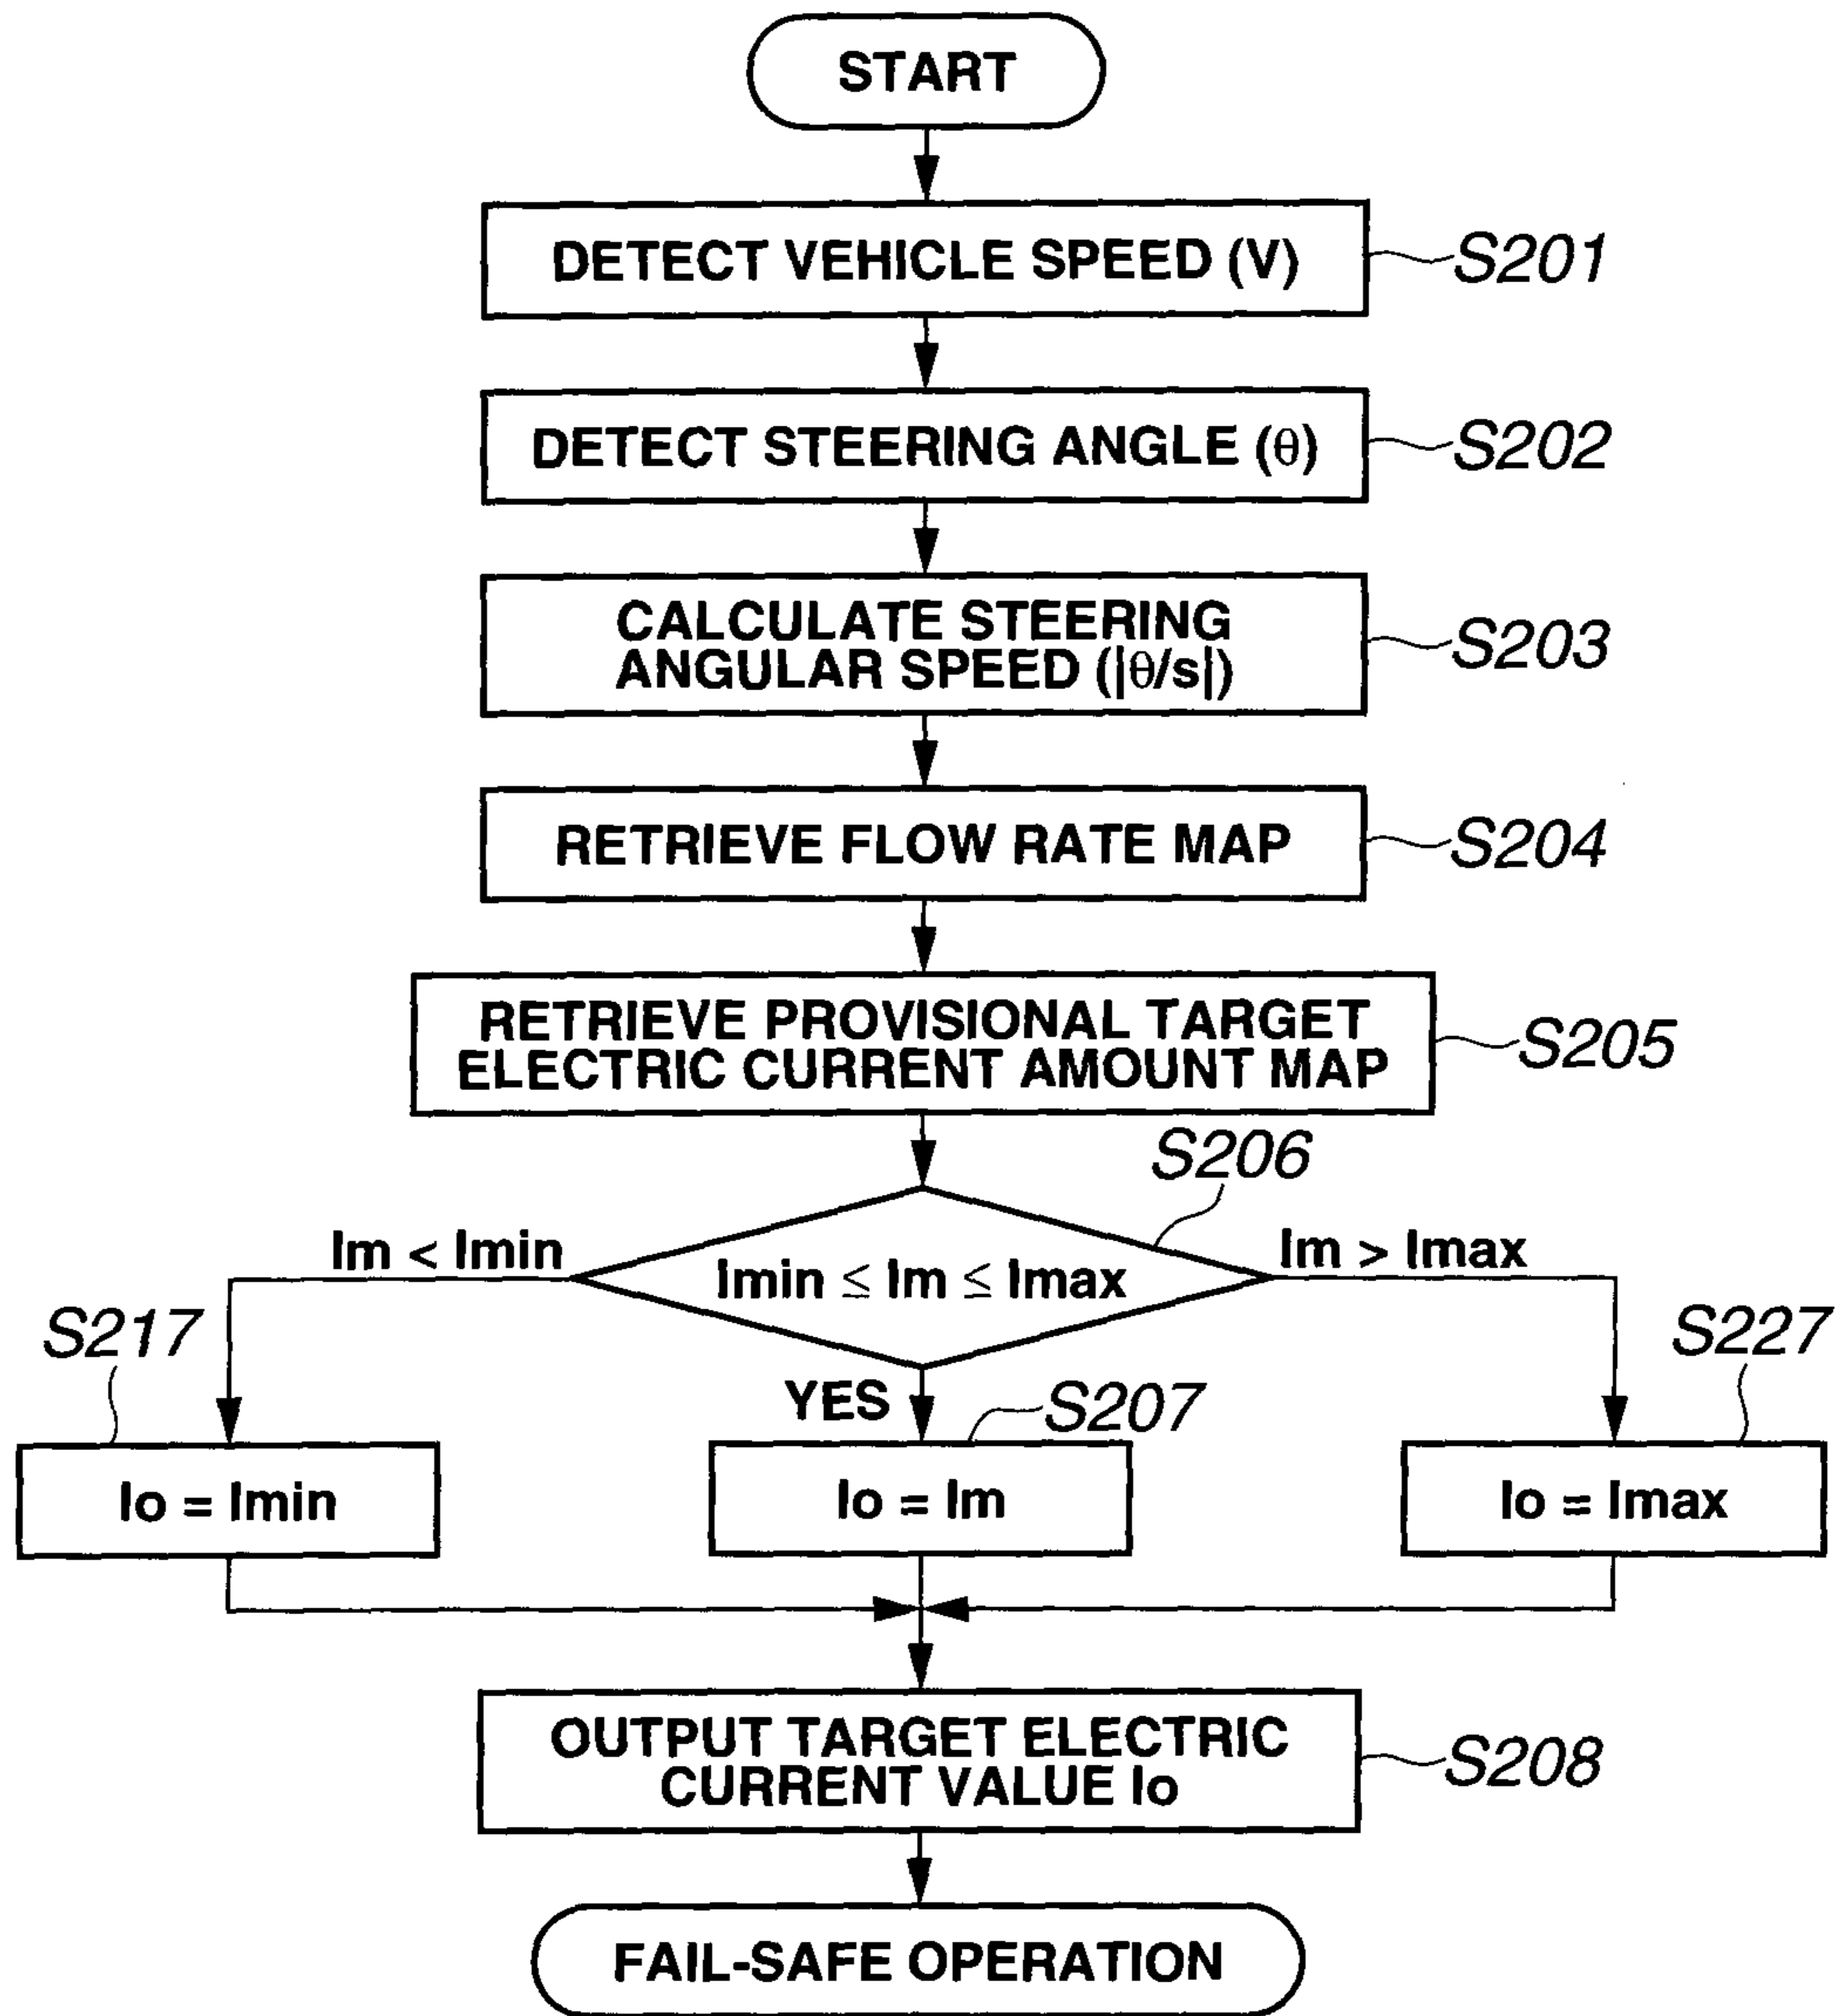 START
DETECT VEHICLE SPEED (V)
S201
DETECT STEERING ANGLE (θ)
S202
CALCULATE STEERING
ANGULAR SPEED (|θ/s|)
S203
RETRIEVE FLOW RATE MAP
S204
RETRIEVE PROVISIONAL TARGET
ELECTRIC CURRENT AMOUNT MAP
S205
S206
Im < Imin
Imin ≤ Im ≤ Imax
Im > Imax
S217
YES
S207
S227
Io = Imin
Io = Im
Io = Imax
OUTPUT TARGET ELECTRIC
CURRENT VALUE Io
S208
FAIL-SAFE OPERATION